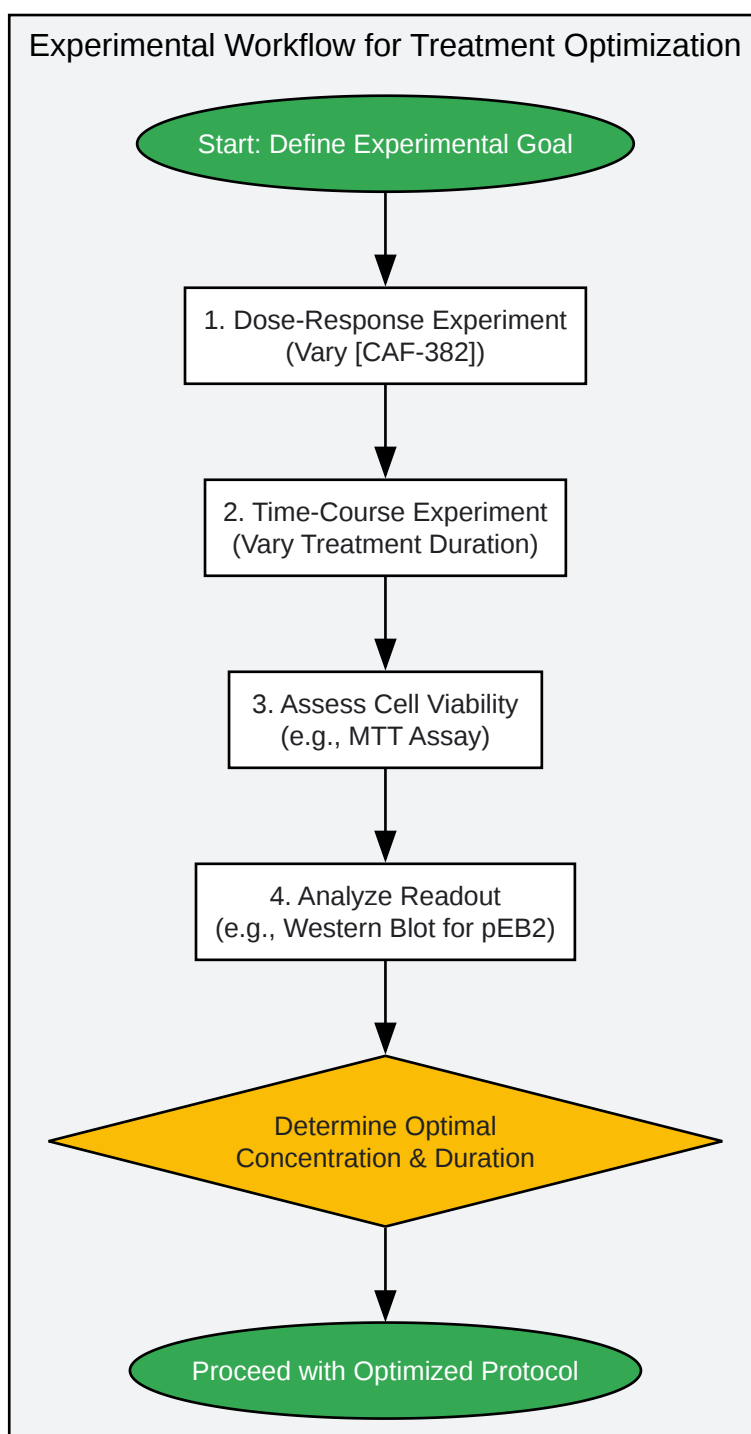 Experimental Workflow for Treatment Optimization
Start: Define Experimental Goal
1. Dose-Response Experiment
(Vary [CAF-382])
2. Time-Course Experiment
(Vary Treatment Duration)
3. Assess Cell Viability
(e.g., MTT Assay)
4. Analyze Readout
(e.g., Western Blot for pEB2)
Determine Optimal
Concentration & Duration
Proceed with Optimized Protocol